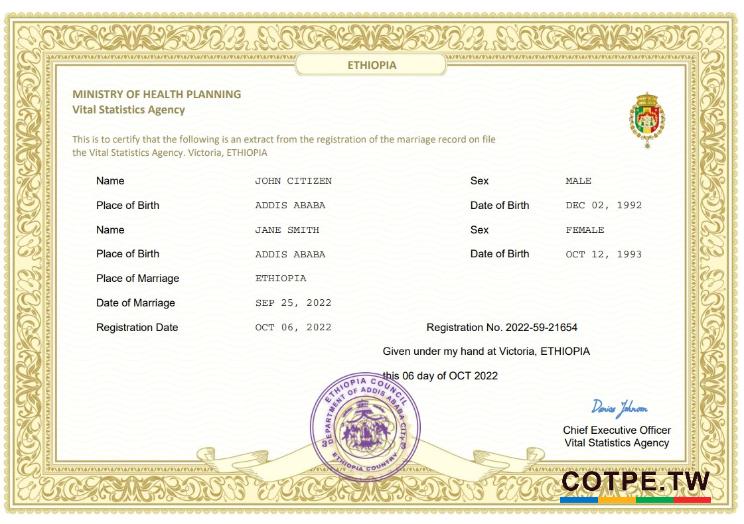 ETHIOPIA
MINISTRY OF HEALTH PLANNING
Vital Statistics Agency
This is to certify that the following is an extract from the registration of the marriage record on file
the Vital Statistics Agency. Victoria, ETHIOPIA
Name JOHN CITIZEN Sex MALE
Place of Birth ADDIS ABABA Date of Birth DEC 02, 1992
Name JANE SMITH Sex FEMALE
Place of Birth ADDIS ABABA Date of Birth OCT 12, 1993
Place of Marriage ETHIOPIA
Date of Marriage SEP 25, 2022
Registration Date OCT 06, 2022 Registration No. 2022-59-21654
Given under my hand at Victoria, ETHIOPIA
this 06 day of OCT 2022
ETHIOPIA COUNCIL
DEPARTMENT OF ADDIS ABABA CITY
ETHIOPIA COUNTRY
Chief Executive Officer
Vital Statistics Agency
COTPE.TW